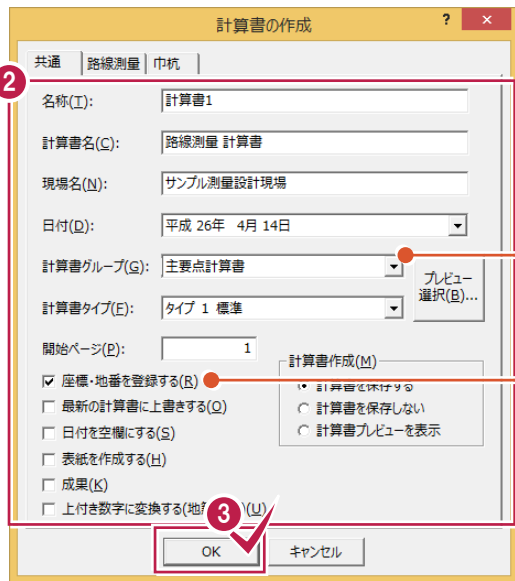 計算書の作成 ? ×
共通 路線測量 巾杭
2
名称(T): 計算書1
計算書名(C): 路線測量 計算書
現場名(N): サンプル測量設計現場
日付(D): 平成 26年 4月 14日
計算書グループ(G): 主要点計算書
プレビュー
選択(B)...
計算書タイプ(F): タイプ 1 標準
開始ページ(P): 1
計算書作成(M)
座標・地番を登録する(R)
計算書を保存する
最新の計算書に上書きする(O)
計算書を保存しない
日付を空欄にする(S)
計算書プレビューを表示
表紙を作成する(H)
成果(K)
上付き数字に変換する(地 )(U)
3
OK キャンセル